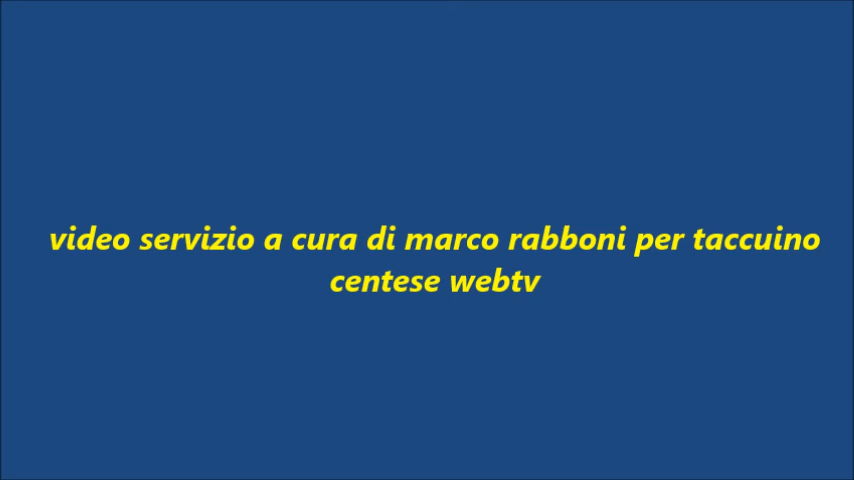 video servizio a cura di marco rabboni per taccuino
centese webtv